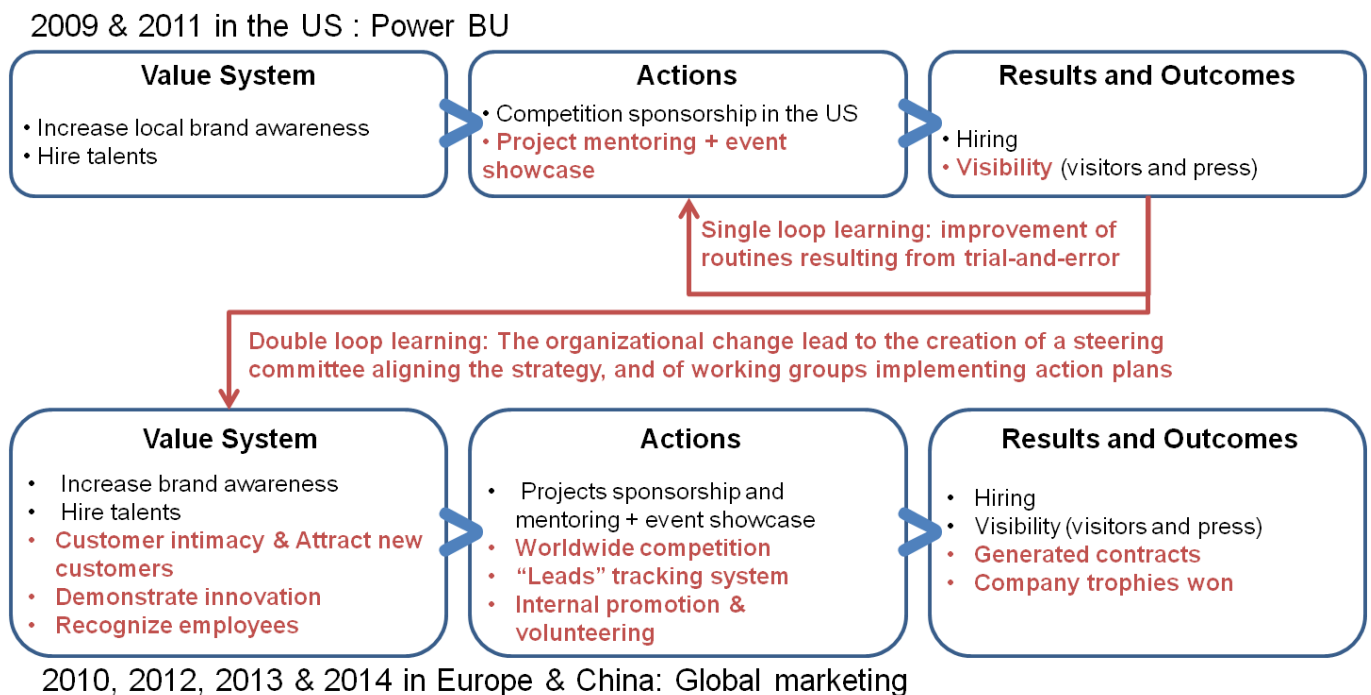 2009 & 2011 in the US : Power BU
Value System
• Increase local brand awareness
• Hire talents
Actions
• Competition sponsorship in the US
• Project mentoring + event
showcase
Results and Outcomes
• Hiring
• Visibility (visitors and press)
Single loop learning: improvement of
routines resulting from trial-and-error
Double loop learning: The organizational change lead to the creation of a steering
committee aligning the strategy, and of working groups implementing action plans
Value System
• Increase brand awareness
• Hire talents
• Customer intimacy & Attract new
customers
• Demonstrate innovation
• Recognize employees
Actions
• Projects sponsorship and
mentoring + event showcase
• Worldwide competition
• “Leads” tracking system
• Internal promotion &
volunteering
Results and Outcomes
• Hiring
• Visibility (visitors and press)
• Generated contracts
• Company trophies won
2010, 2012, 2013 & 2014 in Europe & China: Global marketing